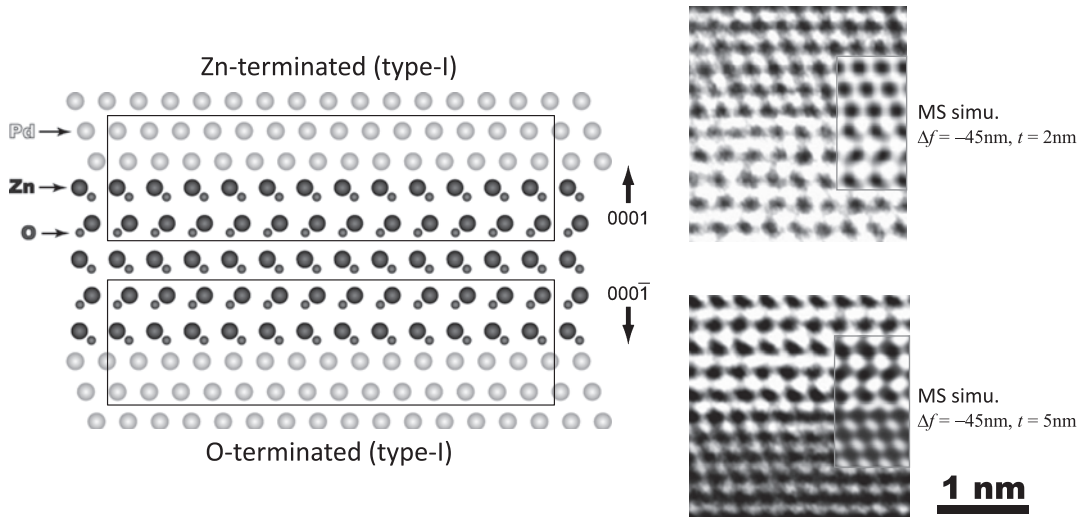 Zn-terminated (type-I)
Pd
Zn
O
0001
0001̅
O-terminated (type-I)
MS simu.
Δf = −45nm, t = 2nm
MS simu.
Δf = −45nm, t = 5nm
1 nm